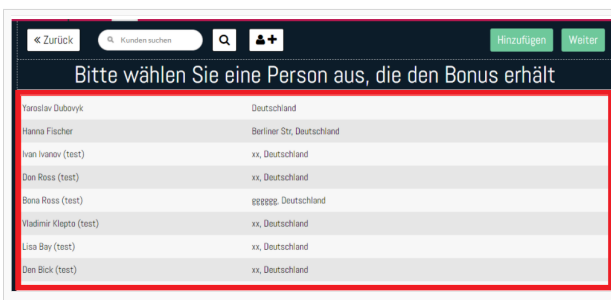 « Zurück Kunden suchen Hinzufügen Weiter
Bitte wählen Sie eine Person aus, die den Bonus erhält
Yaroslav Dubovyk Deutschland
Hanna Fischer Berliner Str, Deutschland
Ivan Ivanov (test) xx, Deutschland
Don Ross (test) xx, Deutschland
Bona Ross (test) gggggg, Deutschland
Vladimir Klepto (test) xx, Deutschland
Lisa Bay (test) xx, Deutschland
Den Bick (test) xx, Deutschland